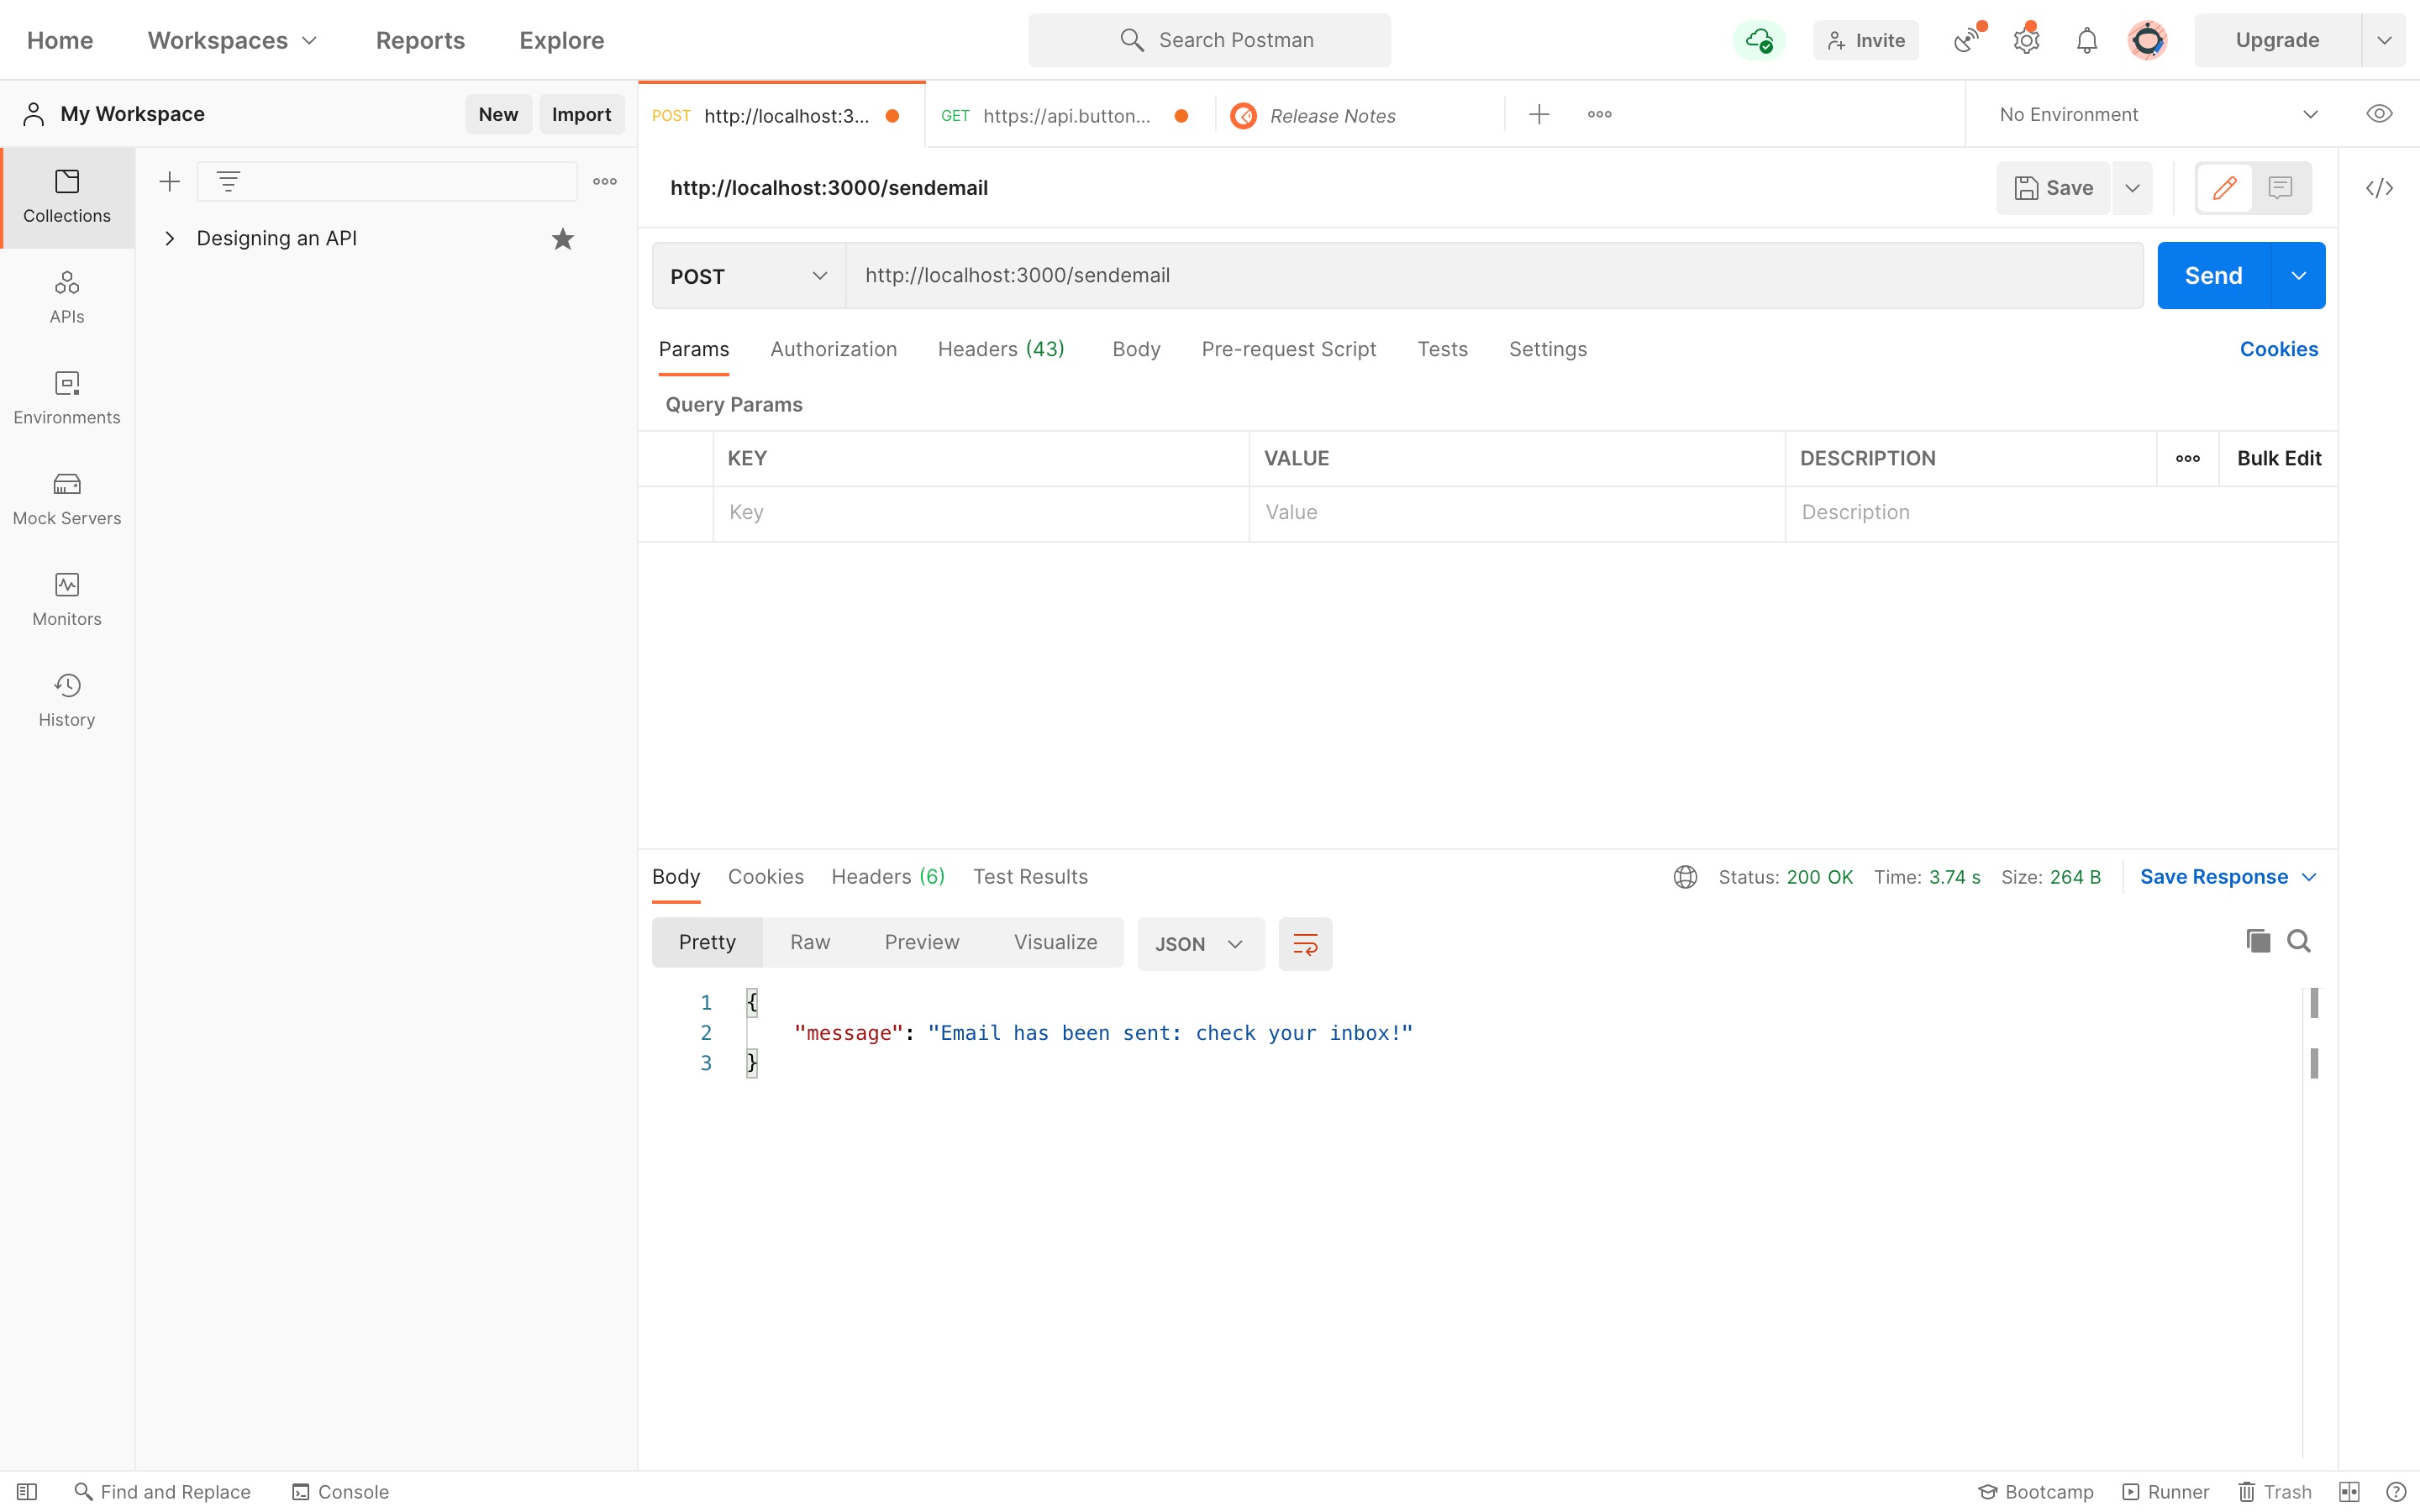 Home Workspaces Reports Explore Search Postman Invite Upgrade
My Workspace New Import
POST http://localhost:3... GET https://api.button... Release Notes No Environment
Collections
APIs
Environments
Mock Servers
Monitors
History
Designing an API
http://localhost:3000/sendemail Save
POST http://localhost:3000/sendemail Send
Params Authorization Headers (43) Body Pre-request Script Tests Settings Cookies
Query Params
KEY VALUE DESCRIPTION Bulk Edit
Key Value Description
Body Cookies Headers (6) Test Results Status: 200 OK Time: 3.74 s Size: 264 B Save Response
Pretty Raw Preview Visualize JSON
1 {
2 "message": "Email has been sent: check your inbox!"
3 }
Find and Replace Console Bootcamp Runner Trash